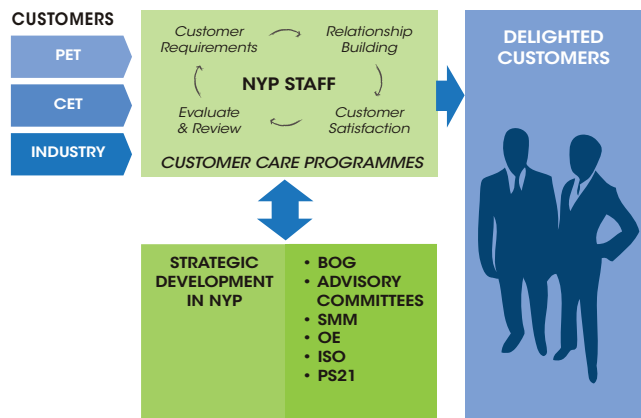 CUSTOMERS
PET
CET
INDUSTRY
Customer
Requirements
Relationship
Building
NYP STAFF
Evaluate
& Review
Customer
Satisfaction
CUSTOMER CARE PROGRAMMES
DELIGHTED
CUSTOMERS
STRATEGIC
DEVELOPMENT
IN NYP
• BOG
• ADVISORY
COMMITTEES
• SMM
• OE
• ISO
• PS21